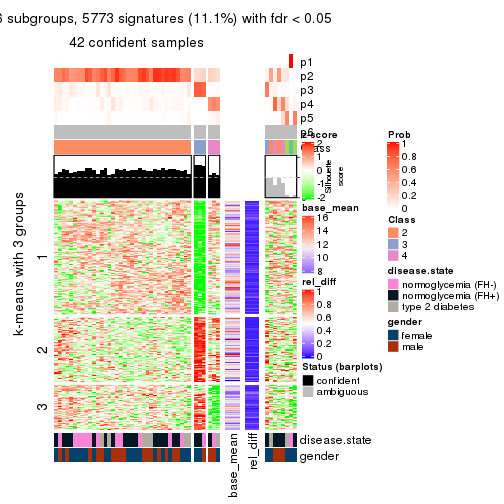 6 subgroups, 5773 signatures (11.1%) with fdr < 0.05
42 confident samples
p1
p2
p3
p4
p5
p6
z-score
2
-2
Silhouette
score
Class
k-means with 3 groups
1
2
3
base_mean
16
14
12
10
8
rel_diff
1
0.8
0.6
0.4
0.2
0
Status (barplots)
confident
ambiguous
Prob
1
0.8
0.6
0.4
0.2
0
Class
2
3
4
disease.state
normoglycemia (FH-)
normoglycemia (FH+)
type 2 diabetes
gender
female
male
disease.state
gender
base_mean
rel_diff